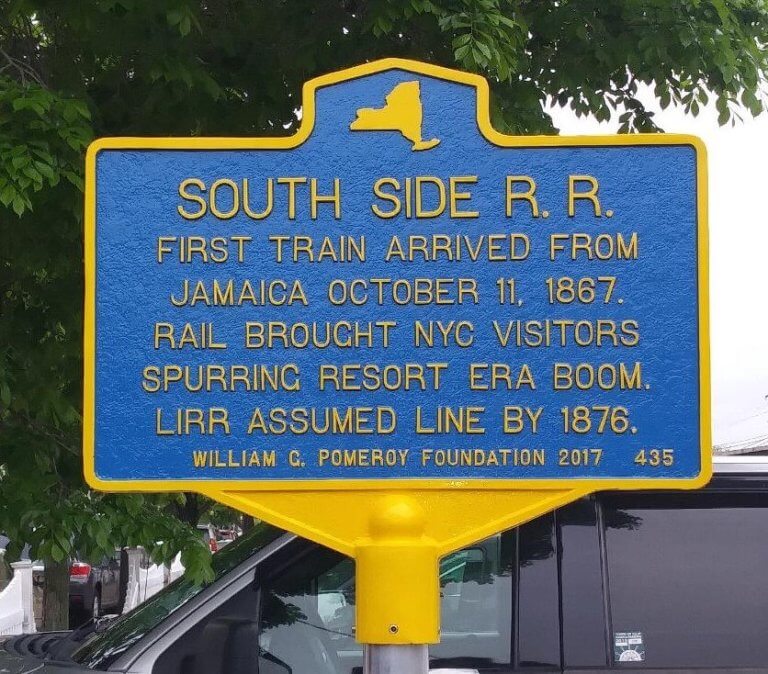 SOUTH SIDE R. R.
FIRST TRAIN ARRIVED FROM
JAMAICA OCTOBER 11, 1867.
RAIL BROUGHT NYC VISITORS
SPURRING RESORT ERA BOOM.
LIRR ASSUMED LINE BY 1876.
WILLIAM G. POMEROY FOUNDATION 2017 435